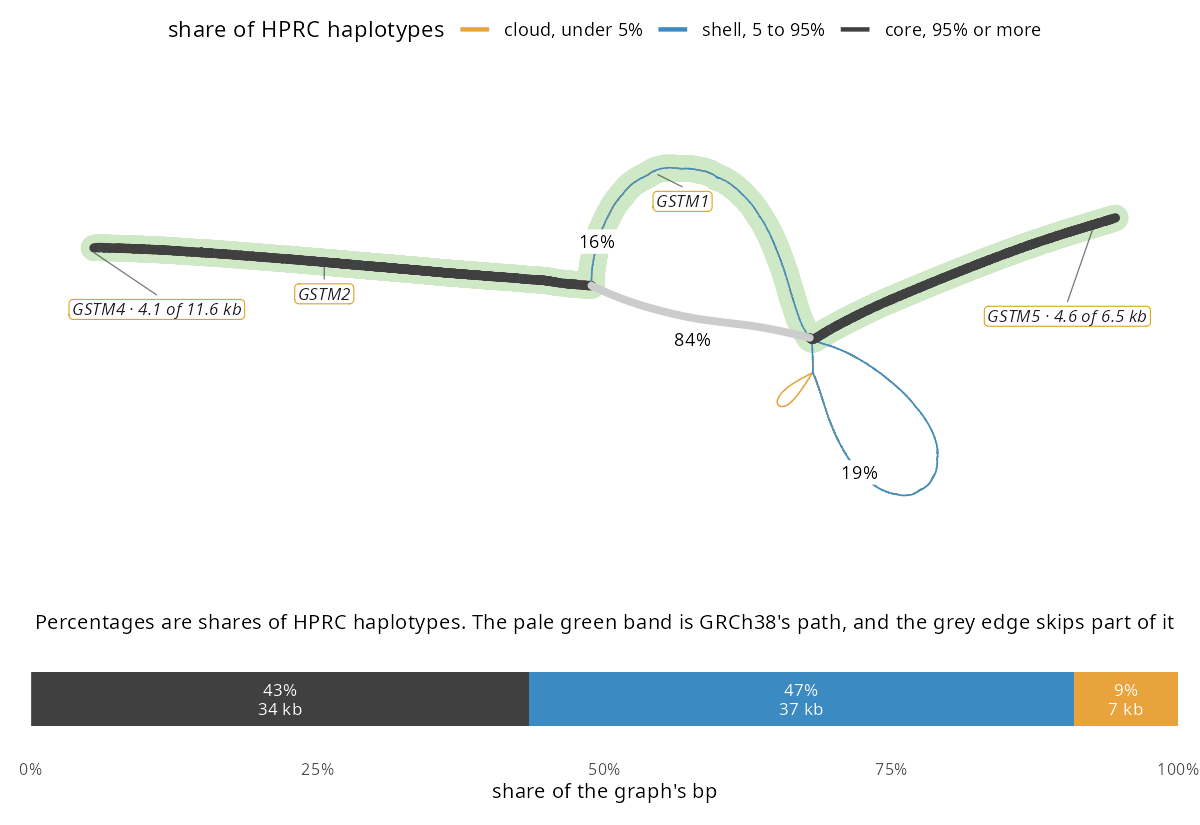 share of HPRC haplotypes cloud, under 5% shell, 5 to 95% core, 95% or more
GSTM1
16%
GSTM2
GSTM4 · 4.1 of 11.6 kb
GSTM5 · 4.6 of 6.5 kb
84%
19%
Percentages are shares of HPRC haplotypes. The pale green band is GRCh38's path, and the grey edge skips part of it
43%
34 kb
47%
37 kb
9%
7 kb
0% 25% 50% 75% 100%
share of the graph's bp